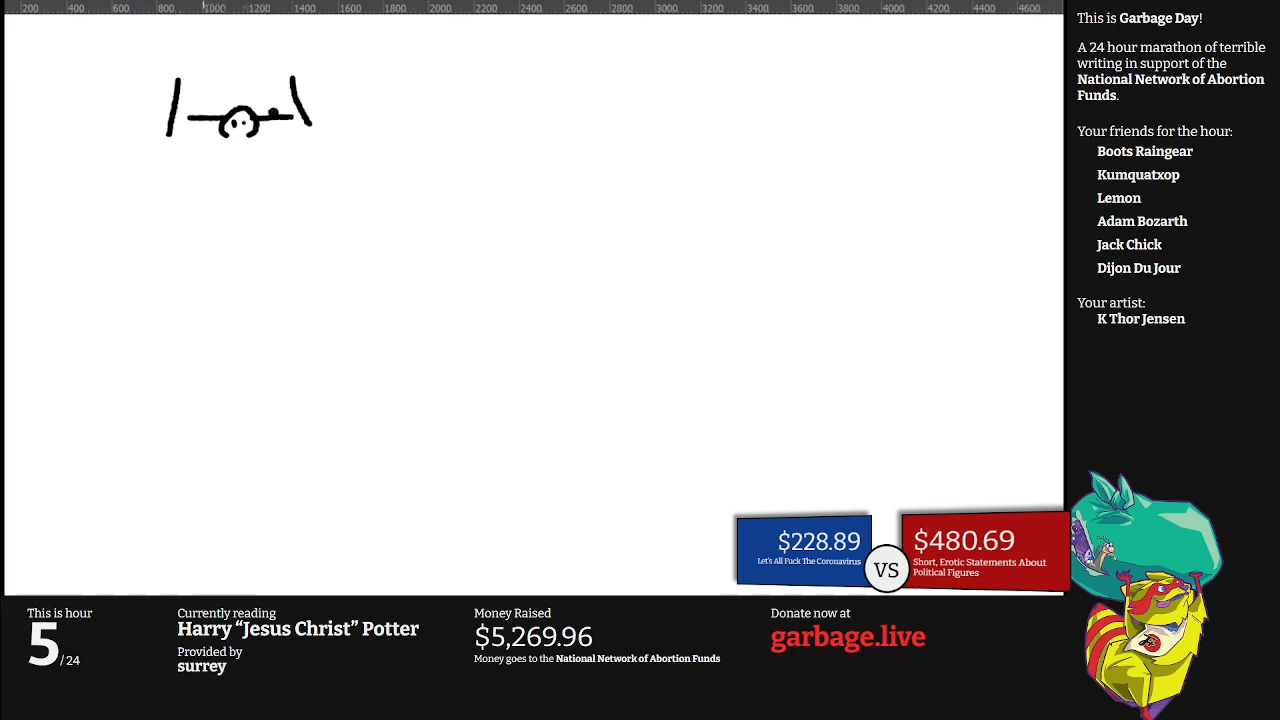 200 400 600 800 1000 1200 1400 1600 1800 2000 2200 2400 2600 2800 3000 3200 3400 3600 3800 4000 4200 4400 4600
This is Garbage Day!
A 24 hour marathon of terrible
writing in support of the
National Network of Abortion
Funds.
Your friends for the hour:
Boots Raingear
Kumquatxop
Lemon
Adam Bozarth
Jack Chick
Dijon Du Jour
Your artist:
K Thor Jensen
$228.89
Let's All Fuck The Coronavirus
VS
$480.69
Short, Erotic Statements About
Political Figures
This is hour
5/24
Currently reading
Harry “Jesus Christ” Potter
Provided by
surrey
Money Raised
$5,269.96
Money goes to the National Network of Abortion Funds
Donate now at
garbage.live